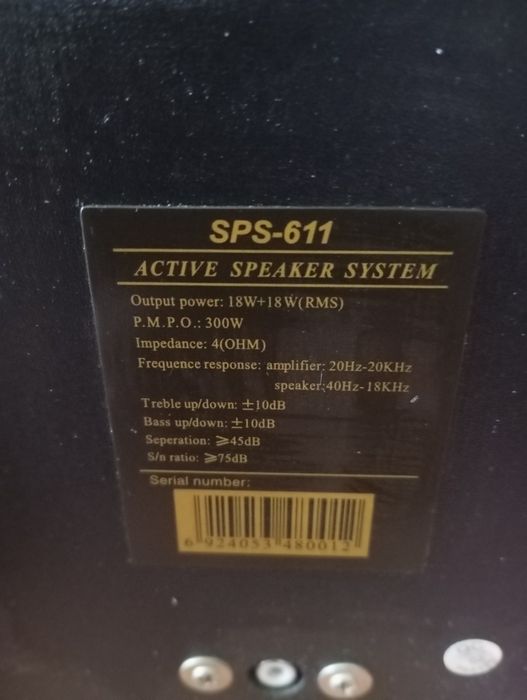 SPS-611
ACTIVE SPEAKER SYSTEM
Output power: 18W+18W(RMS)
P.M.P.O.: 300W
Impedance: 4(OHM)
Frequence response: amplifier: 20Hz-20KHz
speaker:40Hz-18KHz
Treble up/down: ±10dB
Bass up/down: ±10dB
Seperation: ⩾45dB
S/n ratio: ⩾75dB
Serial number:
6 924053 480012